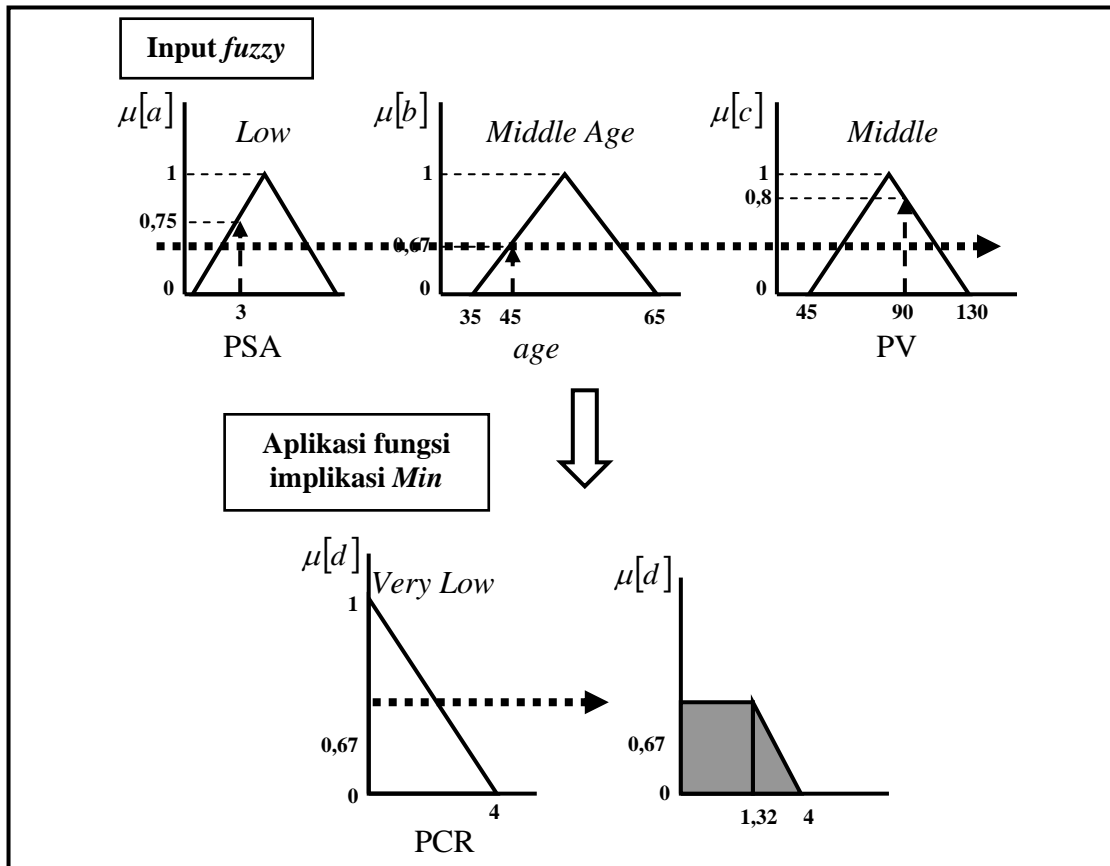 Input fuzzy
μ[a]
Low
1
0,75
0
3
PSA
μ[b]
Middle Age
1
0,67
0
35 45 65
age
μ[c]
Middle
1
0,8
0
45 90 130
PV
Aplikasi fungsi
implikasi Min
μ[d]
Very Low
1
0,67
0
4
PCR
μ[d]
0,67
0
1,32 4